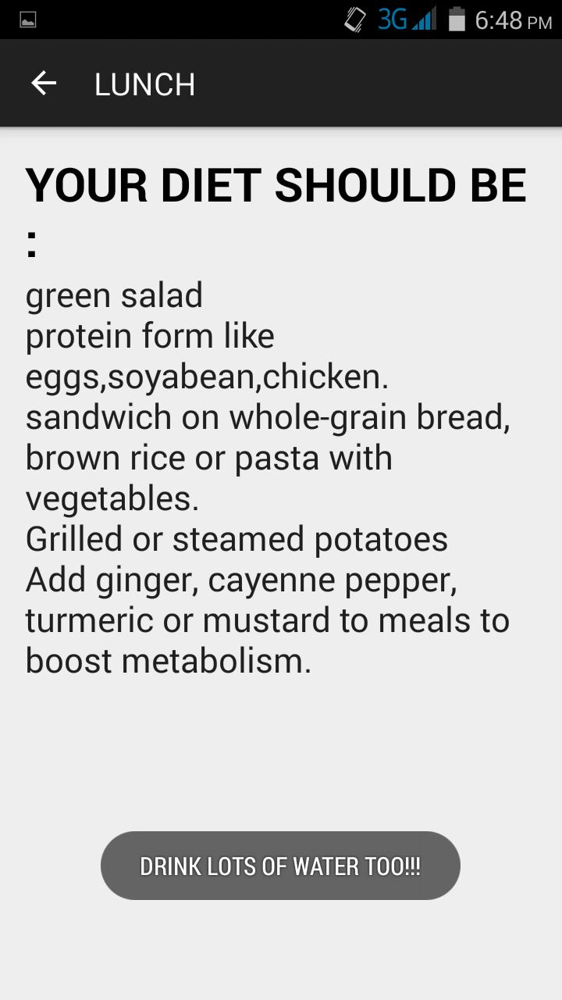 3G 6:48 PM
LUNCH
YOUR DIET SHOULD BE
:
green salad
protein form like
eggs,soyabean,chicken.
sandwich on whole-grain bread,
brown rice or pasta with
vegetables.
Grilled or steamed potatoes
Add ginger, cayenne pepper,
turmeric or mustard to meals to
boost metabolism.
DRINK LOTS OF WATER TOO!!!